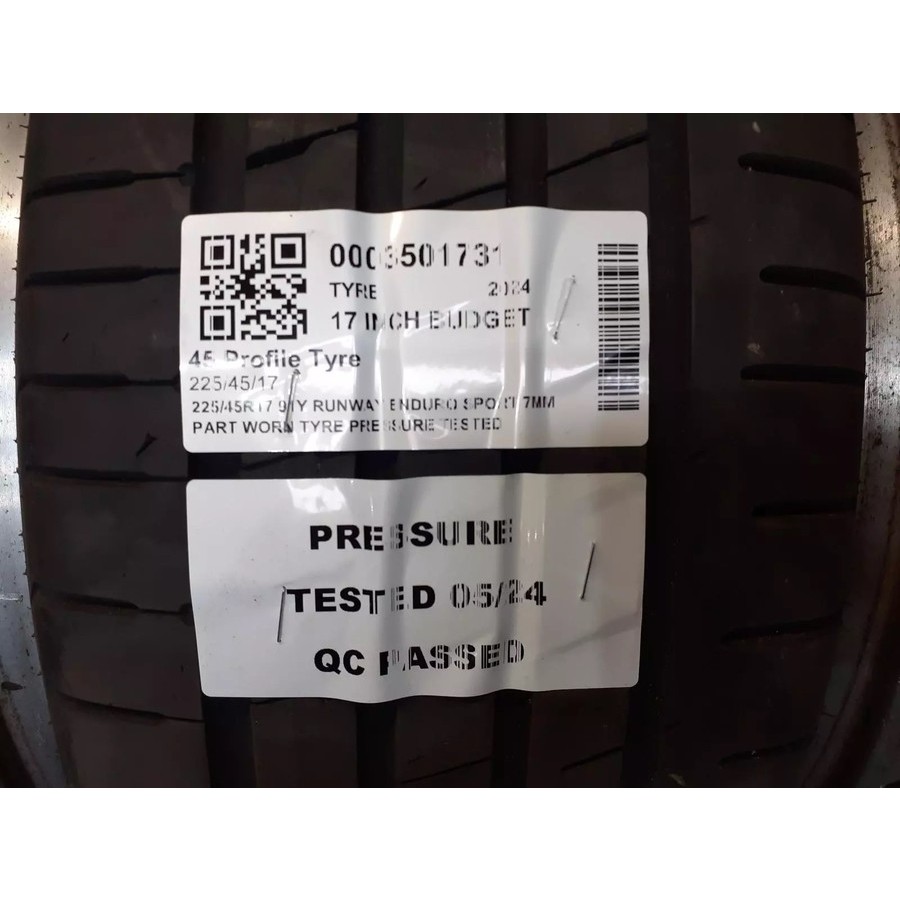 0003501731
TYRE 2024
17 INCH BUDGET
45 Profile Tyre
225/45/17
225/45R17 91Y RUNWAY ENDURO SPORT 7MM
PART WORN TYRE PRESSURE TESTED
PRESSURE
TESTED 05/24
QC PASSED